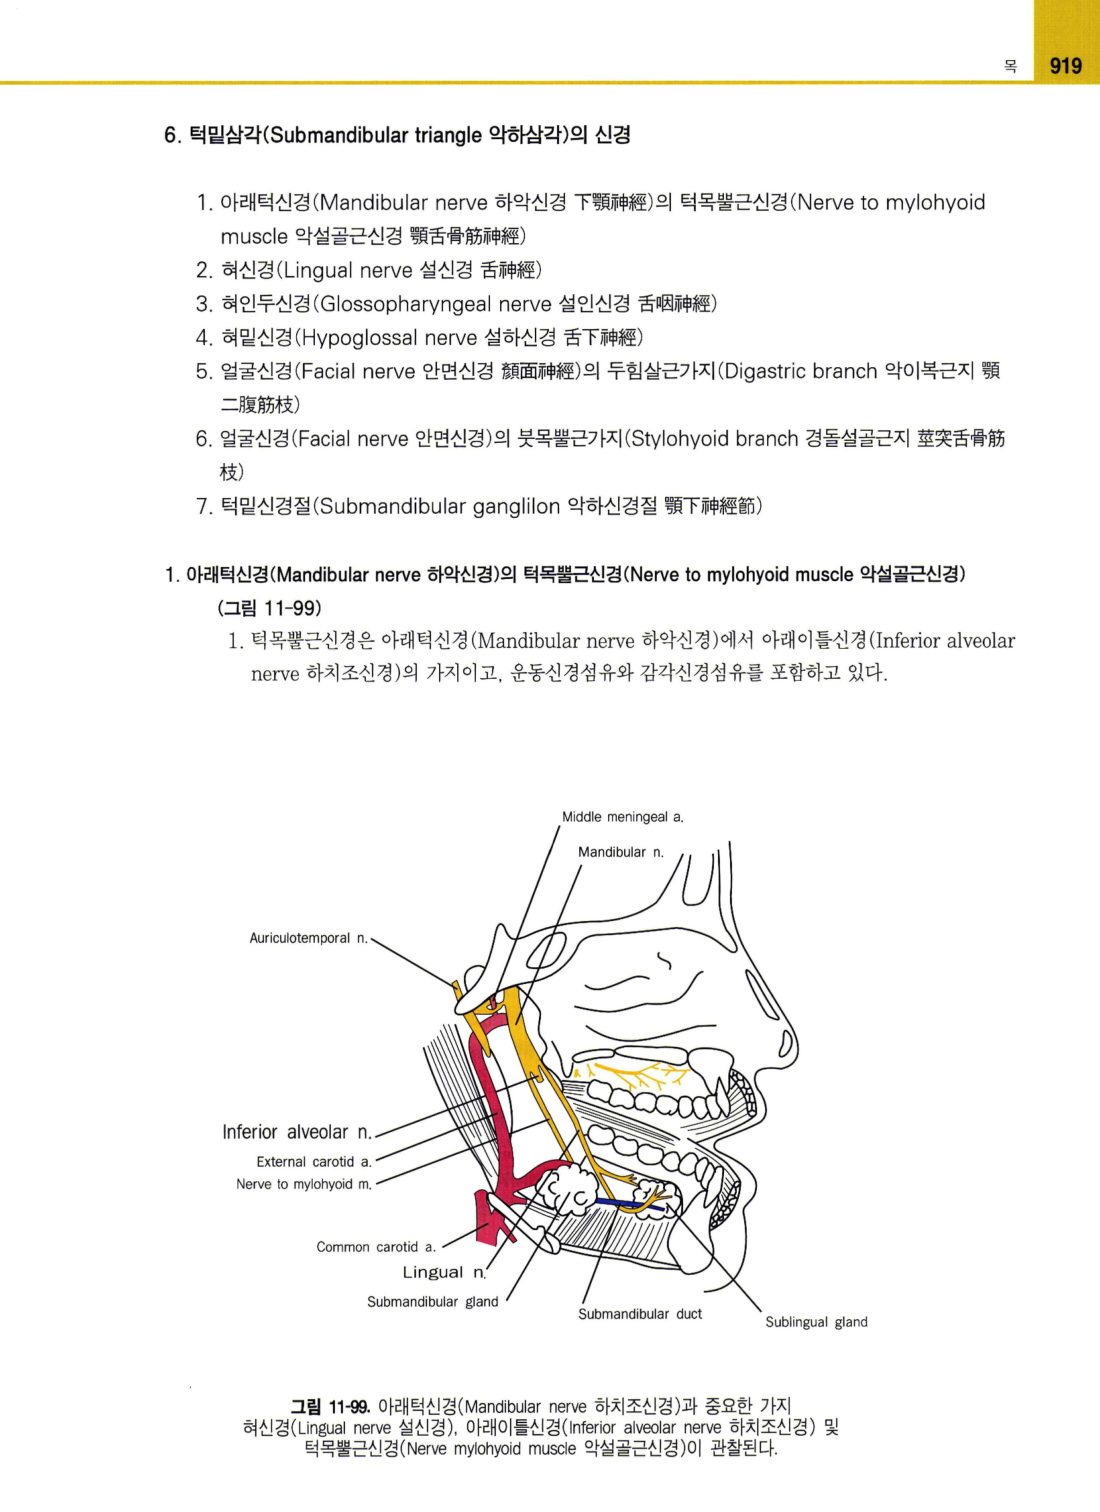 목 919
6. 턱밑삼각(Submandibular triangle 악하삼각)의 신경
1. 아래턱신경(Mandibular nerve 하악신경 下顎神經)의 턱목뿔근신경(Nerve to mylohyoid
muscle 악설골근신경 顎舌骨筋神經)
2. 혀신경(Lingual nerve 설신경 舌神經)
3. 혀인두신경(Glossopharyngeal nerve 설인신경 舌咽神經)
4. 혀밑신경(Hypoglossal nerve 설하신경 舌下神經)
5. 얼굴신경(Facial nerve 안면신경 顏面神經)의 두힘살근가지(Digastric branch 악이복근지 顎
二腹筋枝)
6. 얼굴신경(Facial nerve 안면신경)의 붓목뿔근가지(Stylohyoid branch 경돌설골근지 莖突舌骨筋
枝)
7. 턱밑신경절(Submandibular ganglilon 악하신경절 顎下神經節)
1. 아래턱신경(Mandibular nerve 하악신경)의 턱목뿔근신경(Nerve to mylohyoid muscle 악설골근신경)
(그림 11-99)
1. 턱목뿔근신경은 아래턱신경(Mandibular nerve 하악신경)에서 아래이틀신경(Inferior alveolar
nerve 하치조신경)의 가지이고, 운동신경섬유와 감각신경섬유를 포함하고 있다.
Middle meningeal a.
Mandibular n.
Auriculotemporal n.
Inferior alveolar n.
External carotid a.
Nerve to mylohyoid m.
Common carotid a.
Lingual n.
Submandibular gland
Submandibular duct
Sublingual gland
그림 11-99. 아래턱신경(Mandibular nerve 하치조신경)과 중요한 가지
혀신경(Lingual nerve 설신경), 아래이틀신경(Inferior alveolar nerve 하치조신경) 및
턱목뿔근신경(Nerve mylohyoid muscle 악설골근신경)이 관찰된다.